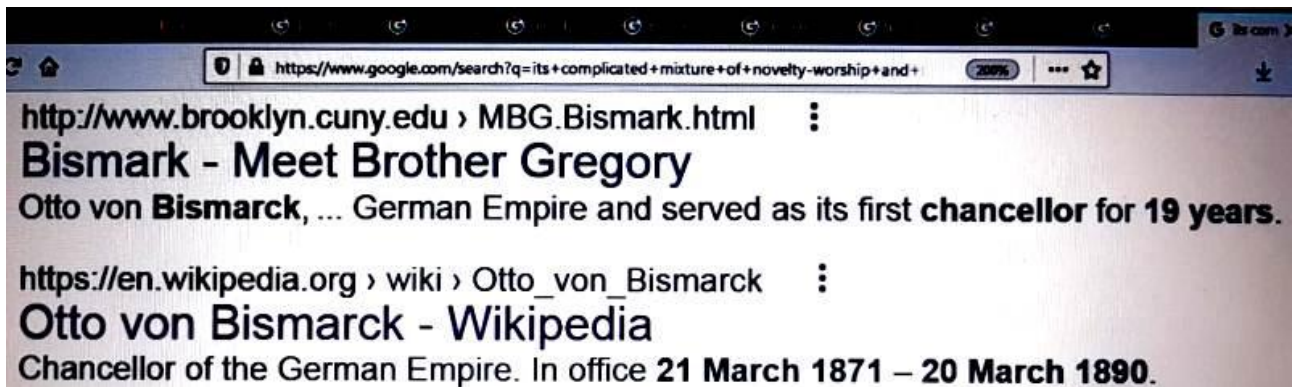 G its com
https://www.google.com/search?q=its+complicated+mixture+of+novelty-worship+and+ 200%
http://www.brooklyn.cuny.edu › MBG.Bismark.html
Bismark - Meet Brother Gregory
Otto von Bismarck, ... German Empire and served as its first chancellor for 19 years.
https://en.wikipedia.org › wiki › Otto_von_Bismarck
Otto von Bismarck - Wikipedia
Chancellor of the German Empire. In office 21 March 1871 – 20 March 1890.